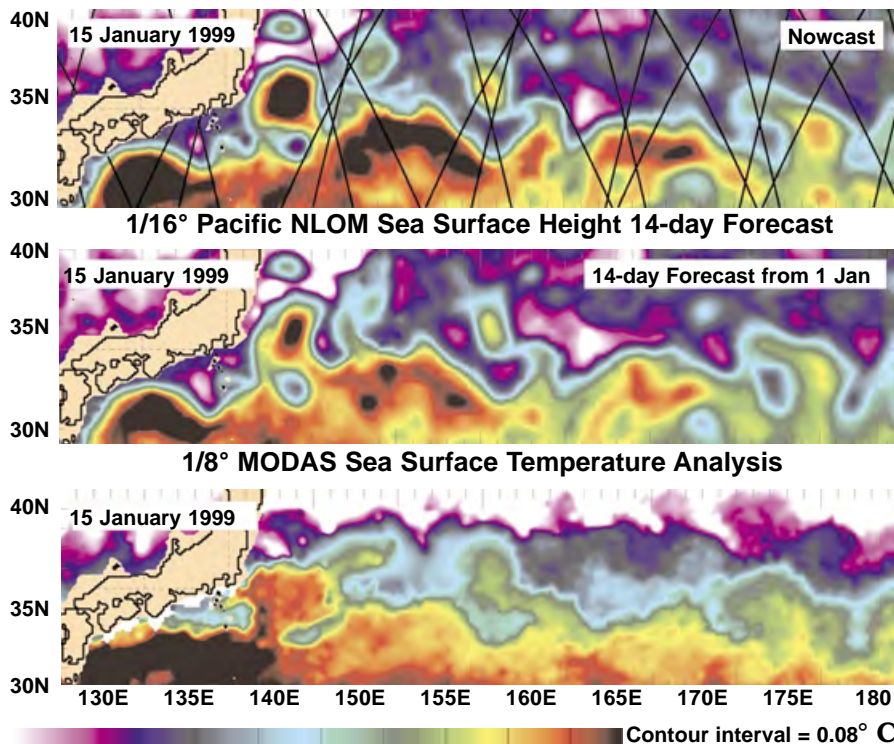 40N
15 January 1999
Nowcast
35N
30N
1/16° Pacific NLOM Sea Surface Height 14-day Forecast
40N
15 January 1999
14-day Forecast from 1 Jan
35N
30N
1/8° MODAS Sea Surface Temperature Analysis
40N
15 January 1999
35N
30N
130E 135E 140E 150E 155E 160E 165E 170E 175E 180
Contour interval = 0.08° C